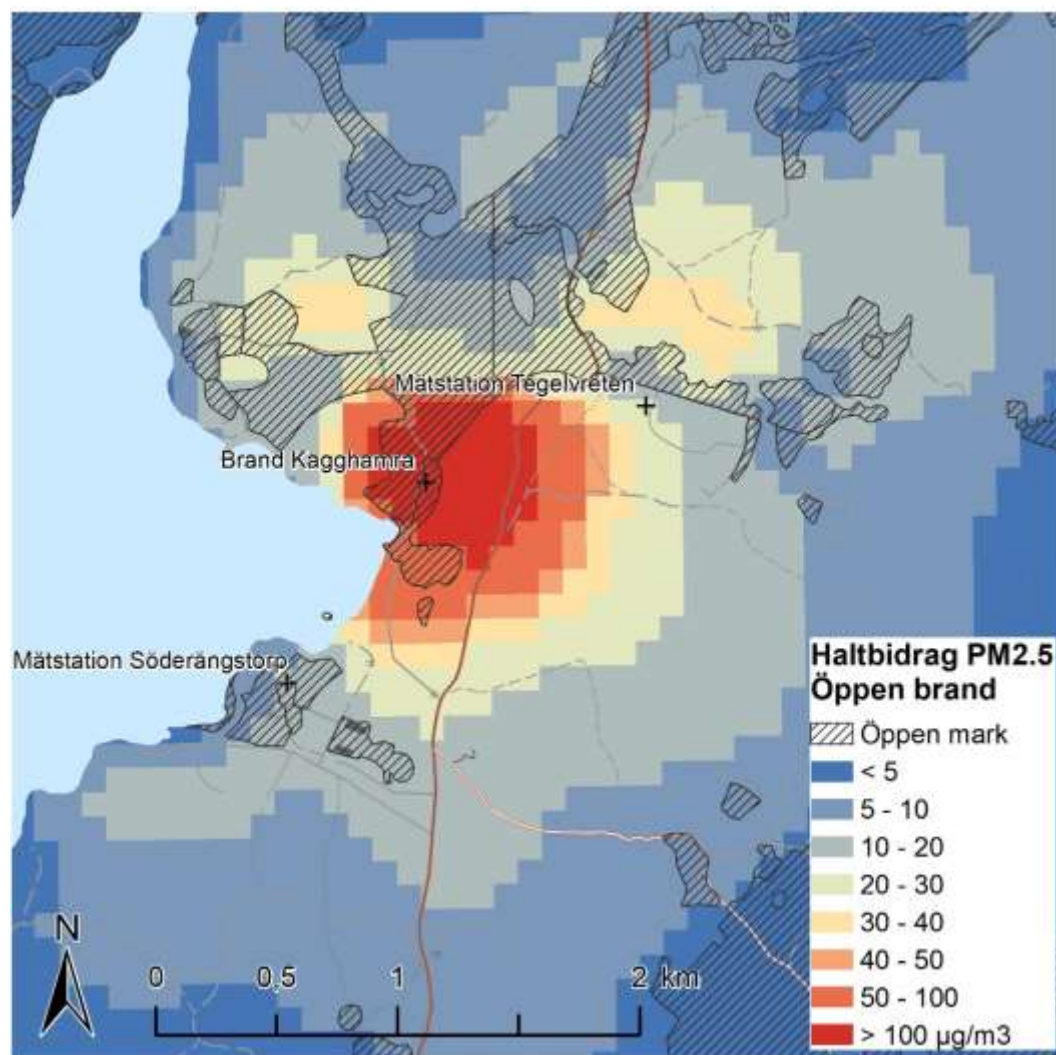 Mätstation Tegelvreten
Brand Kagghamra
Mätstation Söderängstorp
Haltbidrag PM2.5
Öppen brand
Öppen mark
< 5
5 - 10
10 - 20
20 - 30
30 - 40
40 - 50
50 - 100
> 100 µg/m3
N
0 0,5 1 2 km